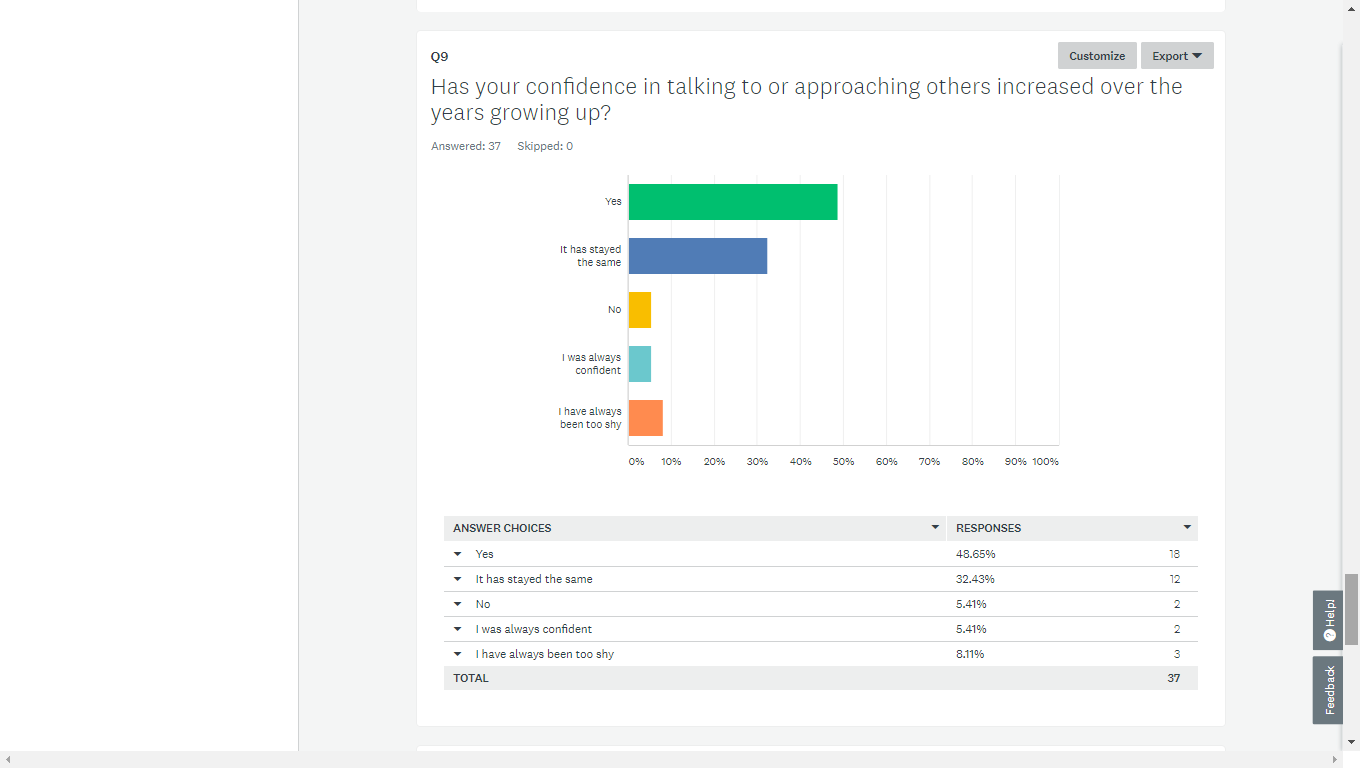 Q9
Customize
Export
Has your confidence in talking to or approaching others increased over the
years growing up?
Answered: 37 Skipped: 0
Yes
It has stayed
the same
No
I was always
confident
I have always
been too shy
0% 10% 20% 30% 40% 50% 60% 70% 80% 90% 100%
ANSWER CHOICES RESPONSES
Yes 48.65% 18
It has stayed the same 32.43% 12
No 5.41% 2
I was always confident 5.41% 2
I have always been too shy 8.11% 3
TOTAL 37
? Help!
Feedback